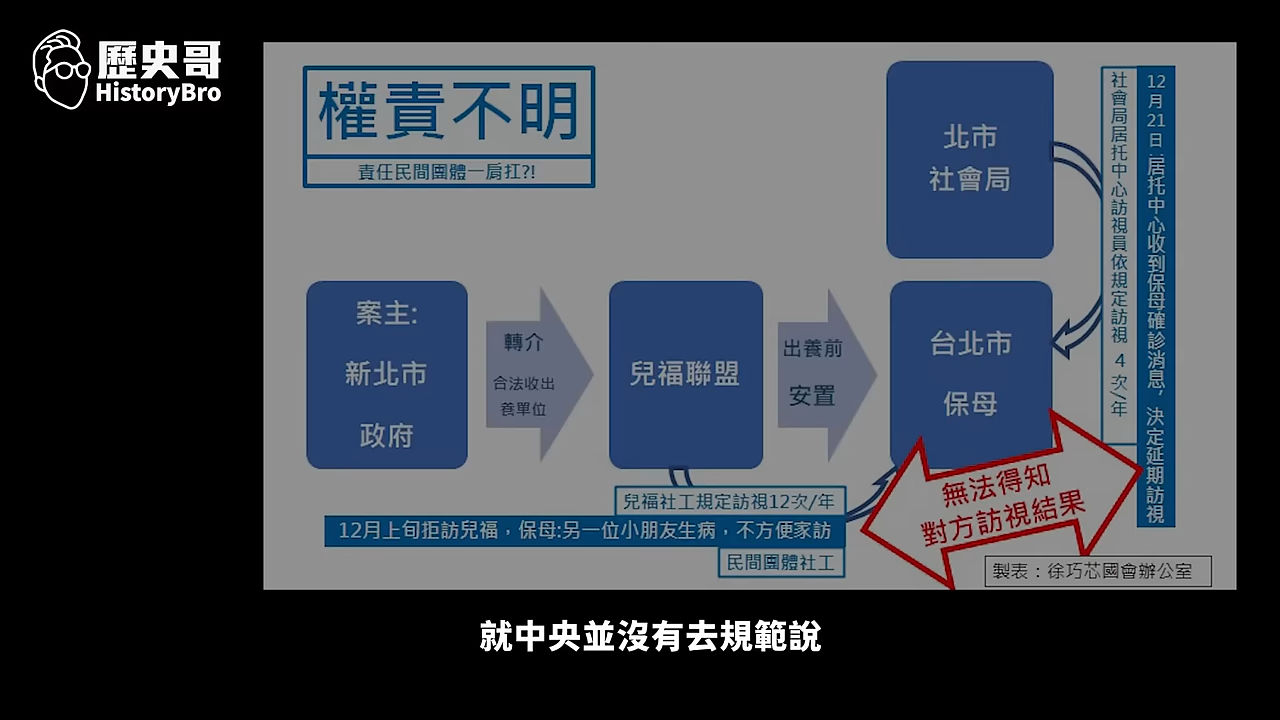 歷史哥
HistoryBro
權責不明
責任民間團體一肩扛?!
北市
社會局
社會局居托中心訪視員依規定訪視 4 次/年
12月21日 居托中心收到保母確診消息，決定延期訪視
案主:
新北市
政府
轉介
合法收出
養單位
兒福聯盟
出養前
安置
台北市
保母
兒福社工規定訪視12次/年
12月上旬拒訪兒福，保母:另一位小朋友生病，不方便家訪
民間團體社工
無法得知
對方訪視結果
製表：徐巧芯國會辦公室
就中央並沒有去規範說